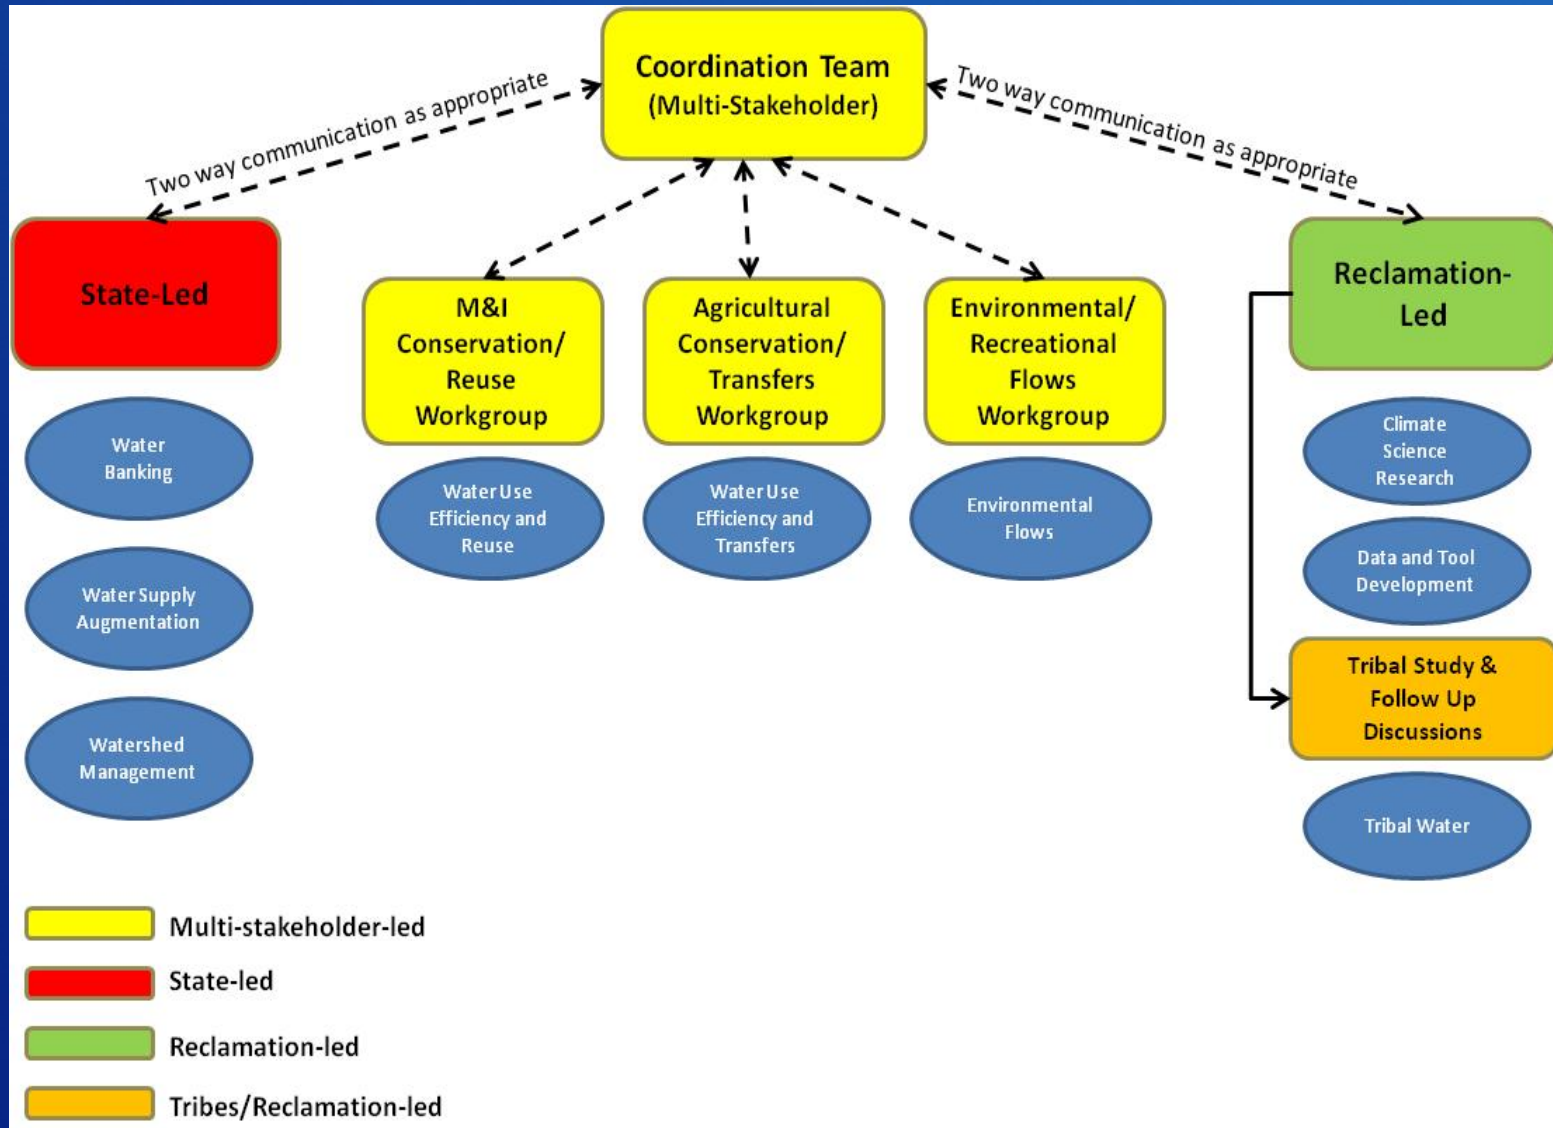 Coordination Team
(Multi-Stakeholder)
Two way communication as appropriate
Two way communication as appropriate
State-Led
M&I
Conservation/
Reuse
Workgroup
Agricultural
Conservation/
Transfers
Workgroup
Environmental/
Recreational
Flows
Workgroup
Reclamation-
Led
Water
Banking
Water Supply
Augmentation
Watershed
Management
Water Use
Efficiency and
Reuse
Water Use
Efficiency and
Transfers
Environmental
Flows
Climate
Science
Research
Data and Tool
Development
Tribal Study &
Follow Up
Discussions
Tribal Water
Multi-stakeholder-led
State-led
Reclamation-led
Tribes/Reclamation-led